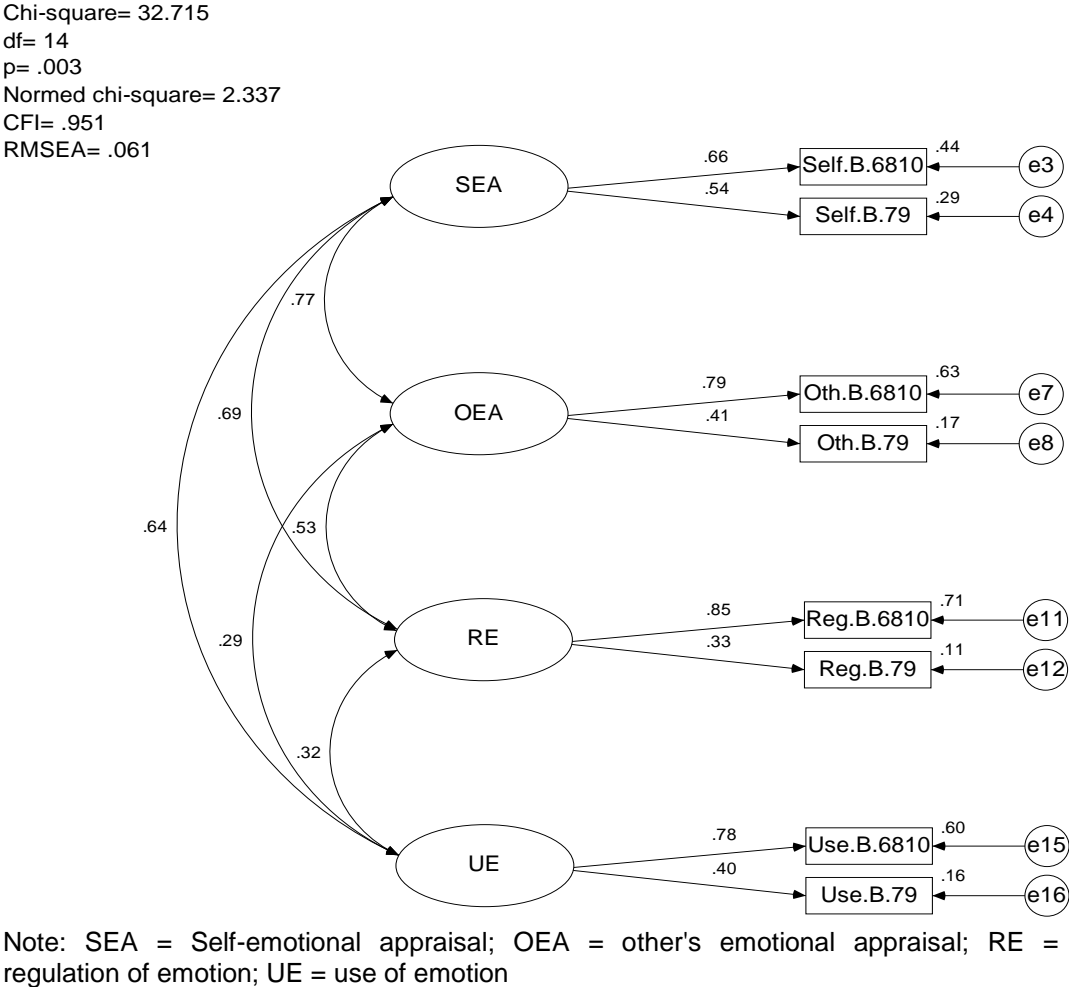 Chi-square= 32.715
df= 14
p= .003
Normed chi-square= 2.337
CFI= .951
RMSEA= .061
SEA
.66
Self.B.6810
.44
e3
.54
Self.B.79
.29
e4
.77
OEA
.79
Oth.B.6810
.63
e7
.41
Oth.B.79
.17
e8
.69
.64
.53
RE
.85
Reg.B.6810
.71
e11
.33
Reg.B.79
.11
e12
.29
.32
UE
.78
Use.B.6810
.60
e15
.40
Use.B.79
.16
e16
Note: SEA = Self-emotional appraisal; OEA = other's emotional appraisal; RE =
regulation of emotion; UE = use of emotion